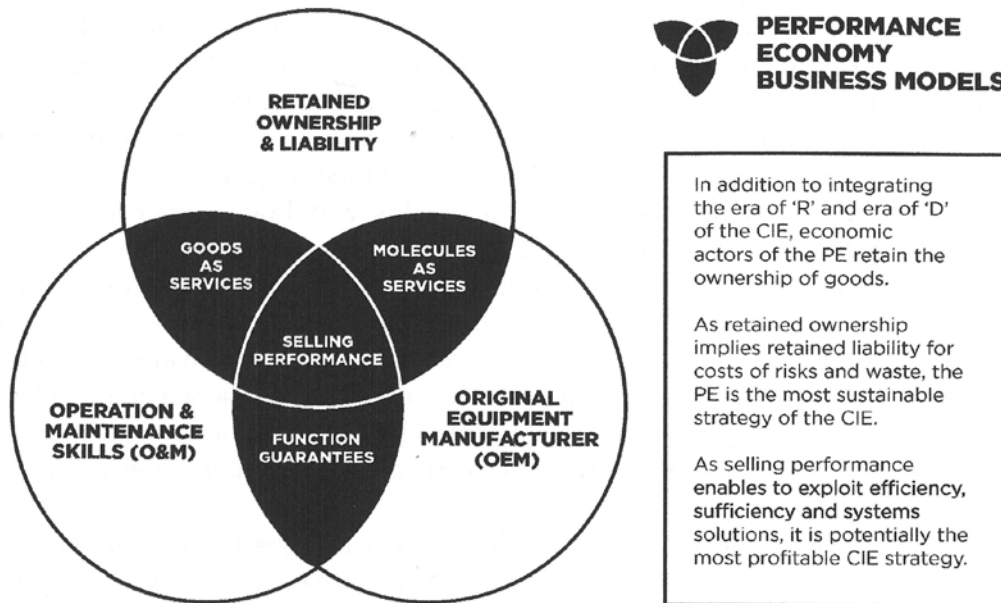 RETAINED
OWNERSHIP
& LIABILITY
GOODS
AS
SERVICES
MOLECULES
AS
SERVICES
SELLING
PERFORMANCE
OPERATION &
MAINTENANCE
SKILLS (O&M)
FUNCTION
GUARANTEES
ORIGINAL
EQUIPMENT
MANUFACTURER
(OEM)
PERFORMANCE
ECONOMY
BUSINESS MODELS
In addition to integrating
the era of ‘R’ and era of ‘D’
of the CIE, economic
actors of the PE retain the
ownership of goods.
As retained ownership
implies retained liability for
costs of risks and waste, the
PE is the most sustainable
strategy of the CIE.
As selling performance
enables to exploit efficiency,
sufficiency and systems
solutions, it is potentially the
most profitable CIE strategy.